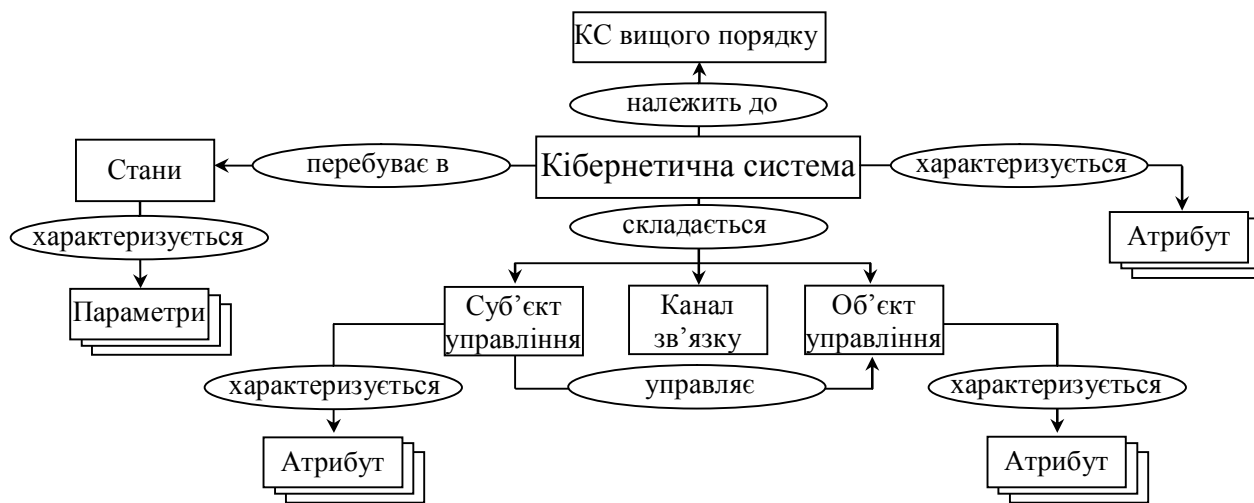 КС вищого порядку
належить до
Стани
перебуває в
Кібернетична система
характеризується
характеризується
складається
Атрибут
Параметри
Суб’єкт
управління
Канал
зв’язку
Об’єкт
управління
характеризується
управляє
характеризується
Атрибут
Атрибут